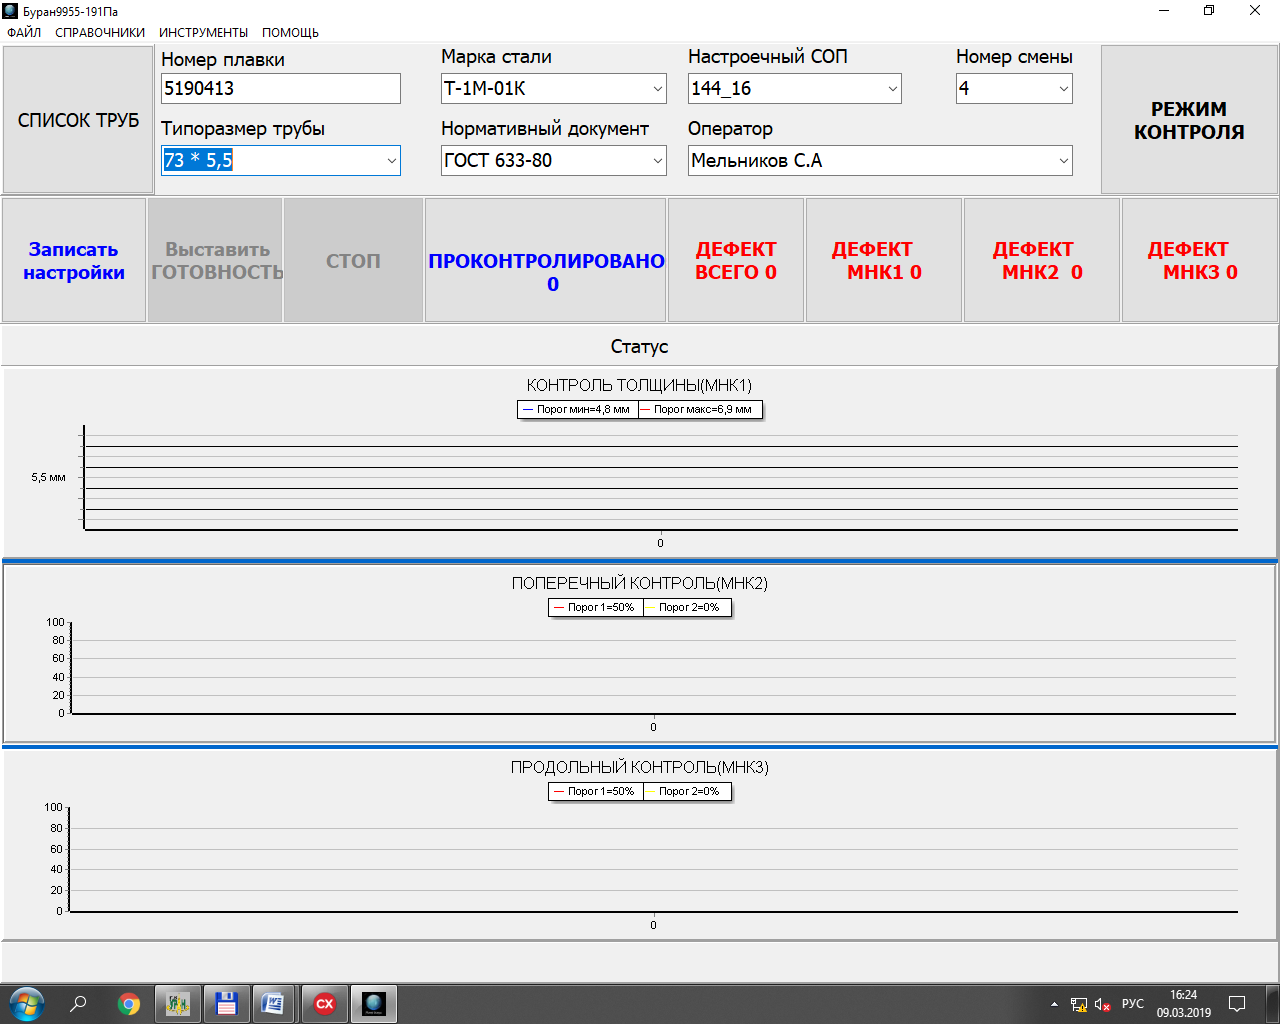 Буран9955-191Па
ФАЙЛ СПРАВОЧНИКИ ИНСТРУМЕНТЫ ПОМОЩЬ
СПИСОК ТРУБ
Номер плавки
5190413
Типоразмер трубы
73 * 5,5
Марка стали
Т-1М-01К
Нормативный документ
ГОСТ 633-80
Настроечный СОП
144_16
Оператор
Мельников С.А
Номер смены
4
РЕЖИМ
КОНТРОЛЯ
Записать
настройки
Выставить
ГОТОВНОСТЬ
СТОП
ПРОКОНТРОЛИРОВАНО
0
ДЕФЕКТ
ВСЕГО 0
ДЕФЕКТ
МНК1 0
ДЕФЕКТ
МНК2 0
ДЕФЕКТ
МНК3 0
Статус
КОНТРОЛЬ ТОЛЩИНЫ(МНК1)
Порог мин=4,8 мм Порог макс=6,9 мм
5,5 мм
0
ПОПЕРЕЧНЫЙ КОНТРОЛЬ(МНК2)
Порог 1=50% Порог 2=0%
100
80
60
40
20
0
0
ПРОДОЛЬНЫЙ КОНТРОЛЬ(МНК3)
Порог 1=50% Порог 2=0%
100
80
60
40
20
0
0
CX
РУС
16:24
09.03.2019